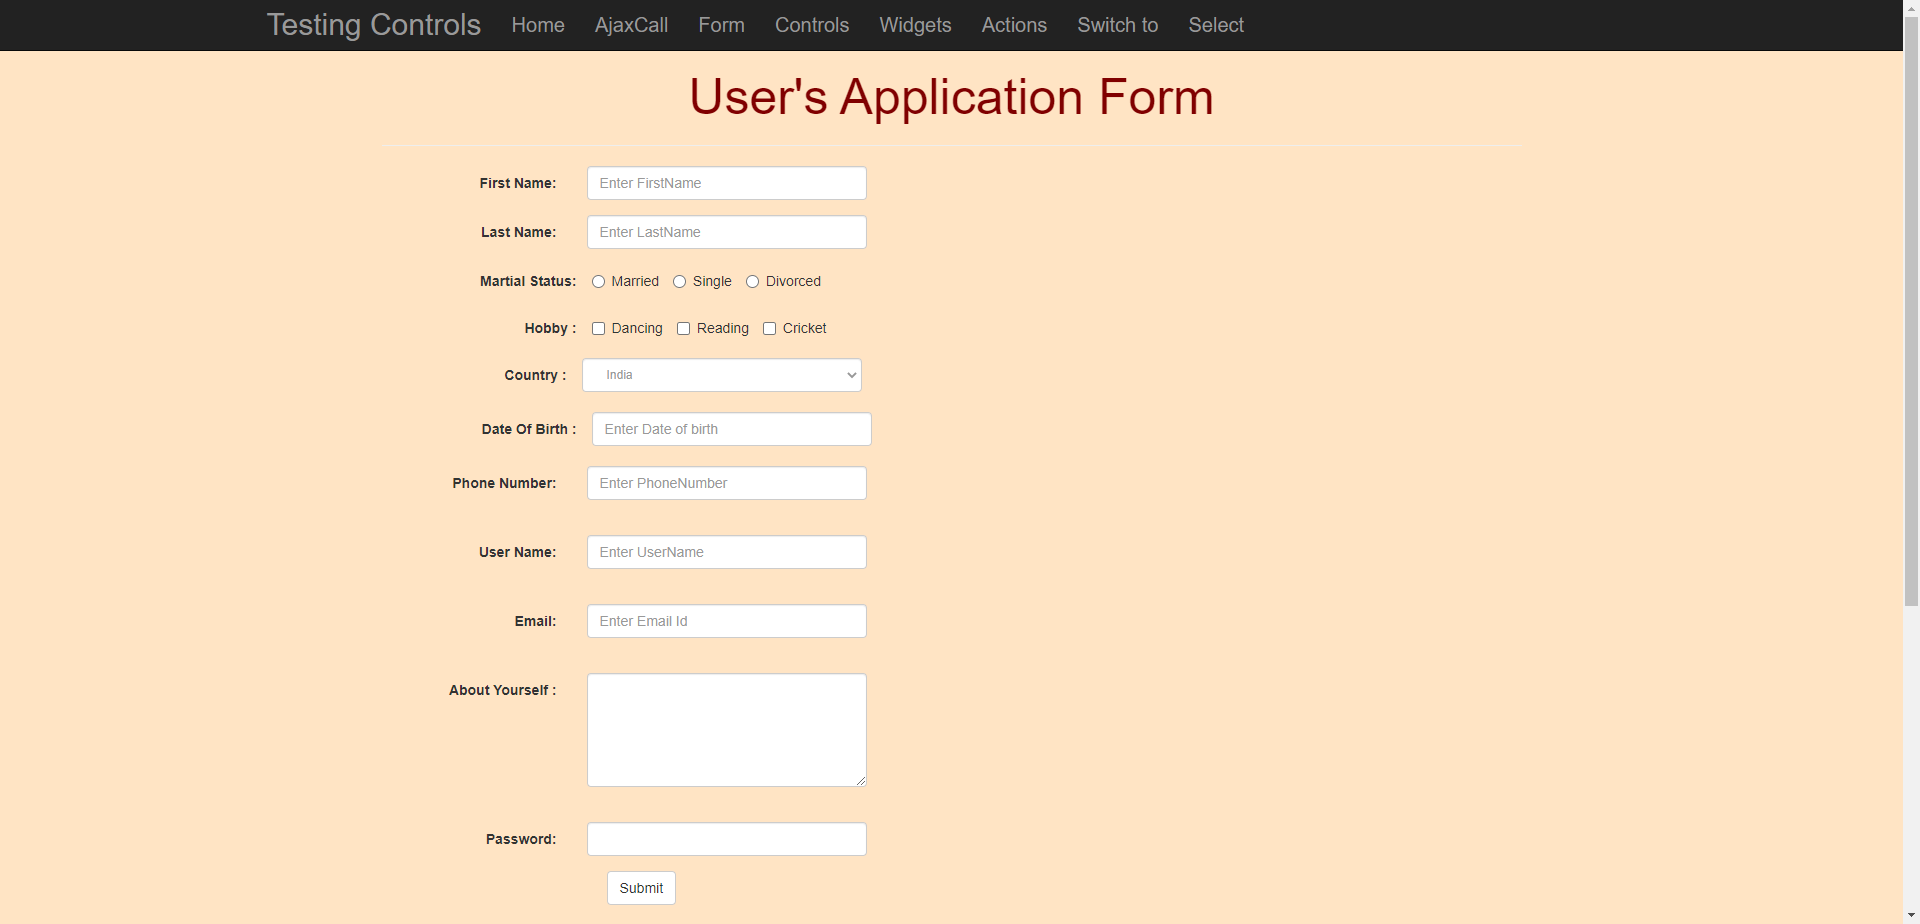 Testing Controls Home AjaxCall Form Controls Widgets Actions Switch to Select
User's Application Form
First Name: Enter FirstName
Last Name: Enter LastName
Martial Status: Married Single Divorced
Hobby : Dancing Reading Cricket
Country : India
Date Of Birth : Enter Date of birth
Phone Number: Enter PhoneNumber
User Name: Enter UserName
Email: Enter Email Id
About Yourself :
Password:
Submit